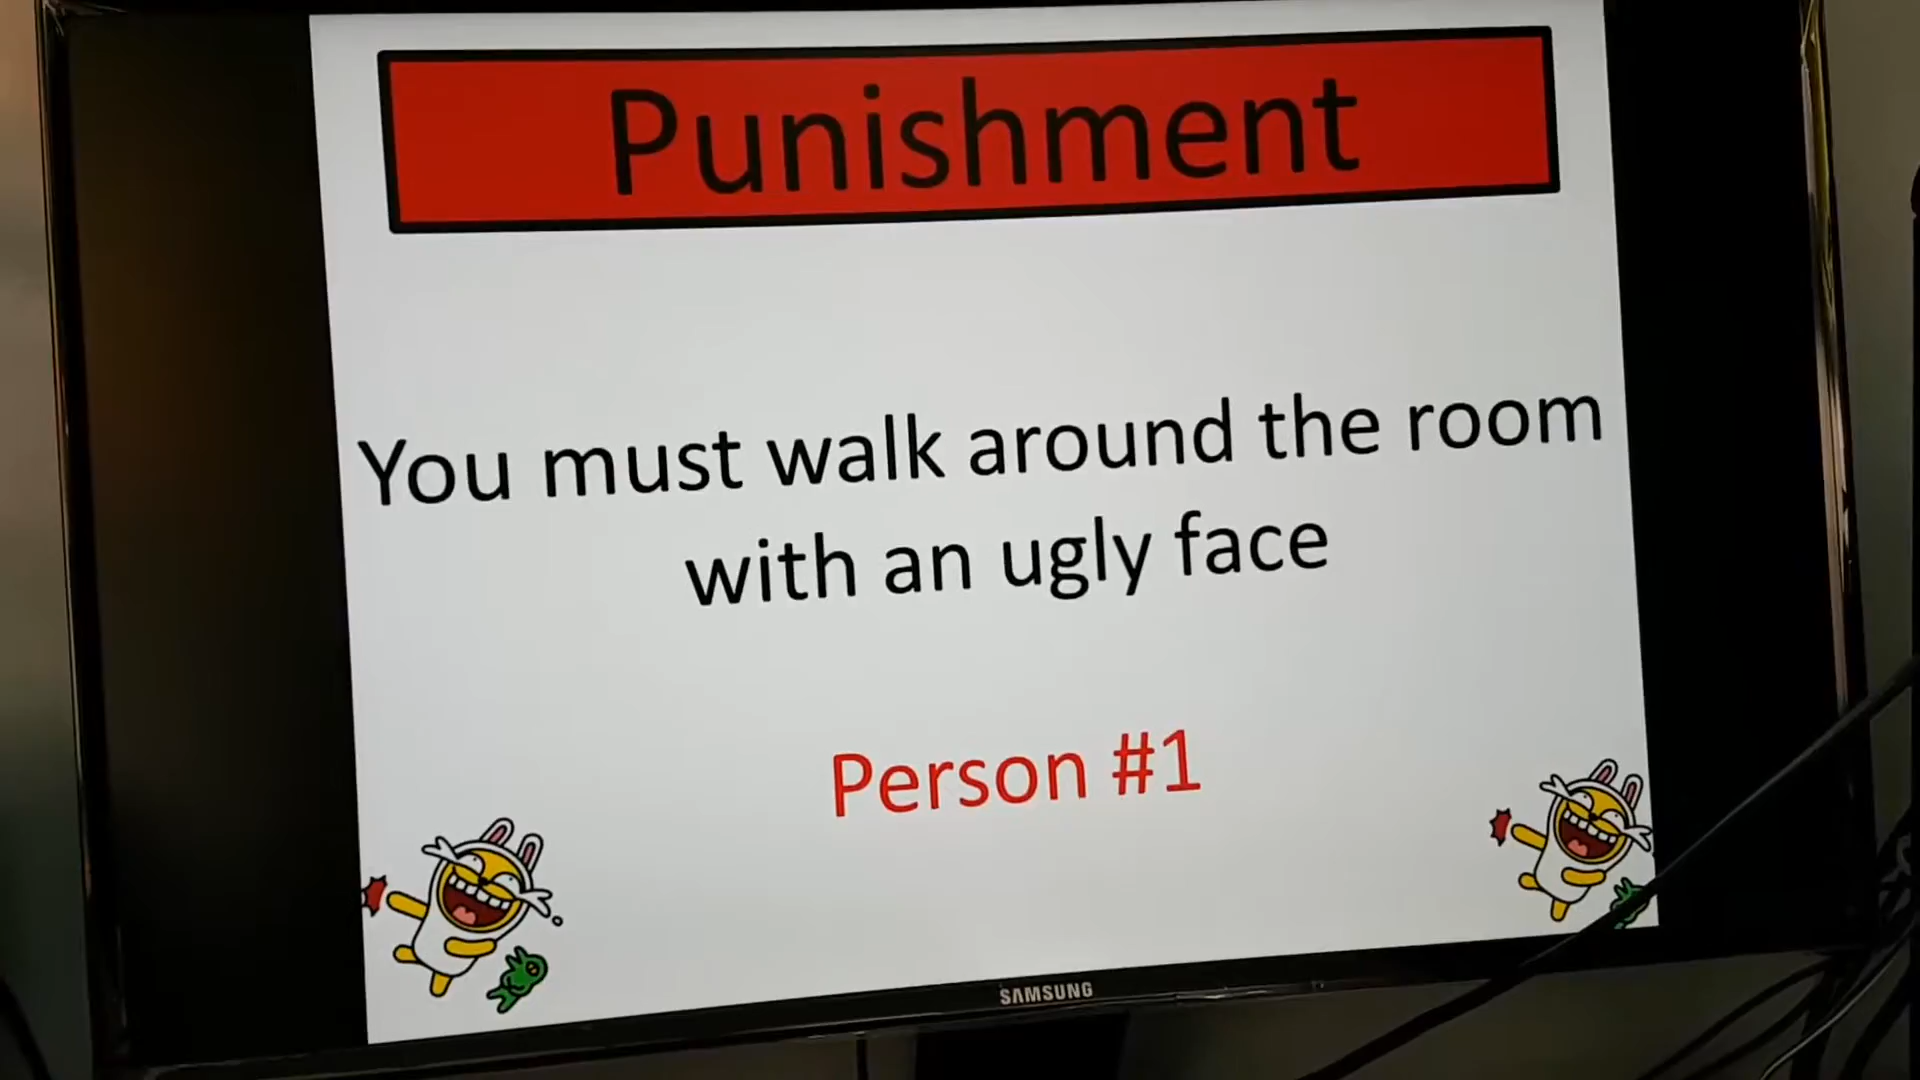 Punishment
You must walk around the room
with an ugly face
Person #1
SAMSUNG